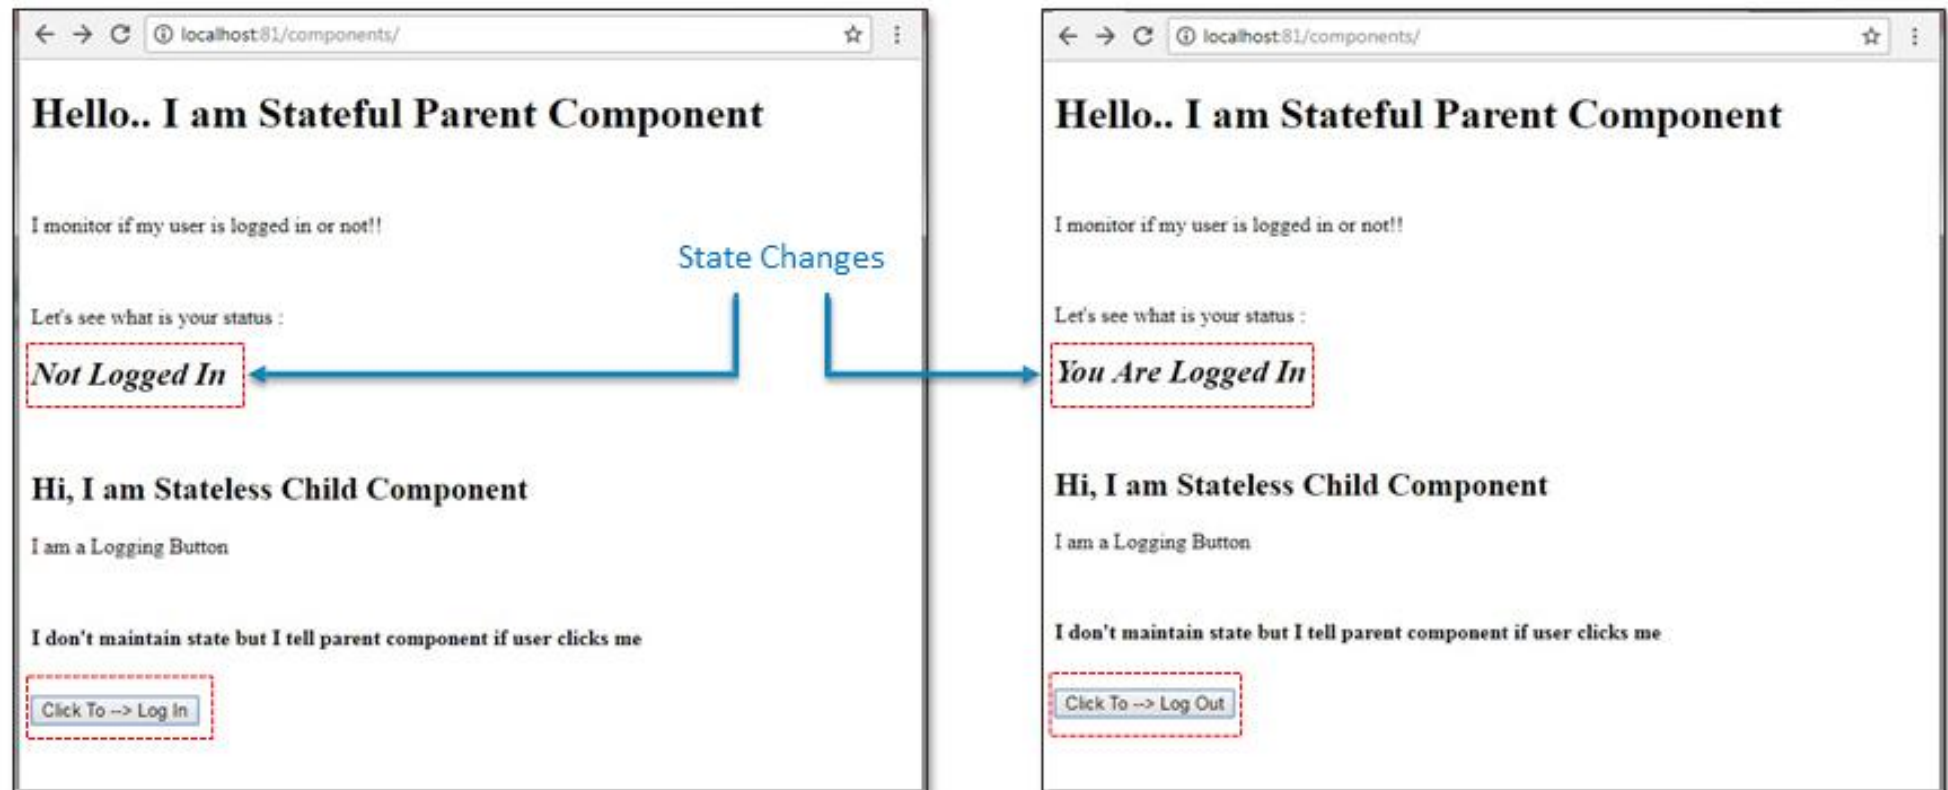 localhost:81/components/
Hello.. I am Stateful Parent Component
I monitor if my user is logged in or not!!
Let's see what is your status :
Not Logged In
Hi, I am Stateless Child Component
I am a Logging Button
I don't maintain state but I tell parent component if user clicks me
Click To --> Log In
State Changes
localhost:81/components/
Hello.. I am Stateful Parent Component
I monitor if my user is logged in or not!!
Let's see what is your status :
You Are Logged In
Hi, I am Stateless Child Component
I am a Logging Button
I don't maintain state but I tell parent component if user clicks me
Click To --> Log Out